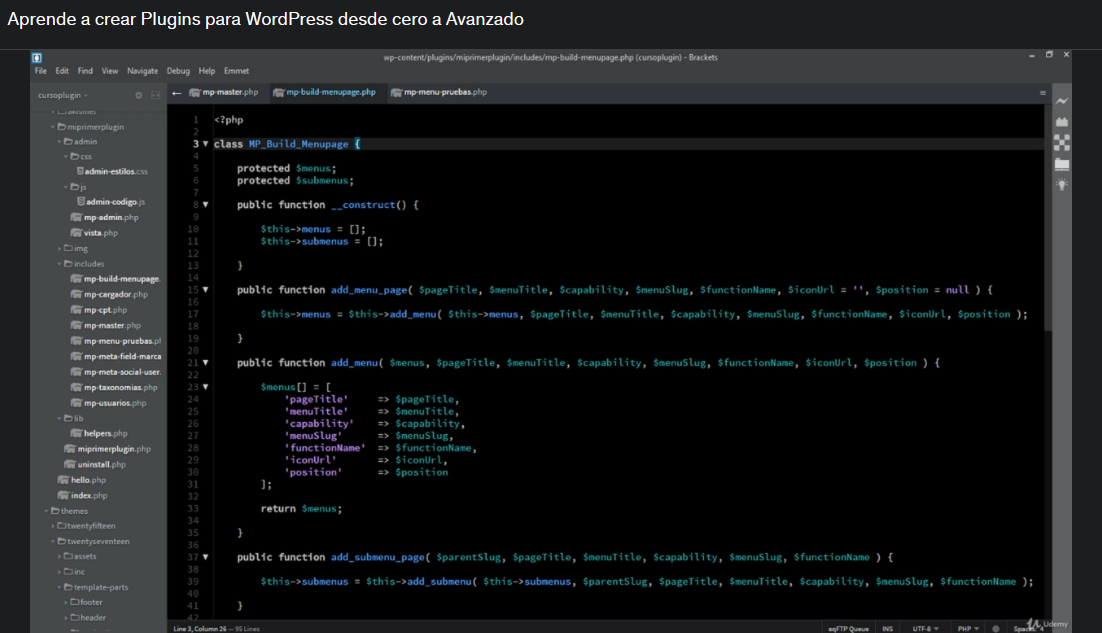 Aprende a crear Plugins para WordPress desde cero a Avanzado
wp-content/plugins/miprimerplugin/includes/mp-build-menupage.php (cursoplugin) - Brackets
File Edit Find View Navigate Debug Help Emmet
cursoplugin
mp-master.php mp-build-menupage.php mp-menu-pruebas.php
miprimerplugin
admin
css
admin-estilos.css
js
admin-codigo.js
mp-admin.php
vista.php
img
includes
mp-build-menupage.
mp-cargador.php
mp-cpt.php
mp-master.php
mp-menu-pruebas.pl
mp-meta-field-marca
mp-meta-social-user.
mp-taxonomias.php
mp-usuarios.php
lib
helpers.php
miprimerplugin.php
uninstall.php
hello.php
index.php
themes
twentyfifteen
twentyseventeen
assets
inc
template-parts
footer
header
1 <?php
2
3 class MP_Build_Menupage {
4
5 protected $menus;
6 protected $submenus;
7
8 public function __construct() {
9
10 $this->menus = [];
11 $this->submenus = [];
12
13 }
14
15 public function add_menu_page( $pageTitle, $menuTitle, $capability, $menuSlug, $functionName, $iconUrl = '', $position = null ) {
16
17 $this->menus = $this->add_menu( $this->menus, $pageTitle, $menuTitle, $capability, $menuSlug, $functionName, $iconUrl, $position );
18
19 }
20
21 public function add_menu( $menus, $pageTitle, $menuTitle, $capability, $menuSlug, $functionName, $iconUrl, $position ) {
22
23 $menus[] = [
24 'pageTitle' => $pageTitle,
25 'menuTitle' => $menuTitle,
26 'capability' => $capability,
27 'menuSlug' => $menuSlug,
28 'functionName' => $functionName,
29 'iconUrl' => $iconUrl,
30 'position' => $position
31 ];
32
33 return $menus;
34
35 }
36
37 public function add_submenu_page( $parentSlug, $pageTitle, $menuTitle, $capability, $menuSlug, $functionName ) {
38
39 $this->submenus = $this->add_submenu( $this->submenus, $parentSlug, $pageTitle, $menuTitle, $capability, $menuSlug, $functionName );
40
41 }
42
Line 3, Column 26 — 95 Lines
eqFTP Queue INS UTF-8 PHP Spaces: 4
Udemy